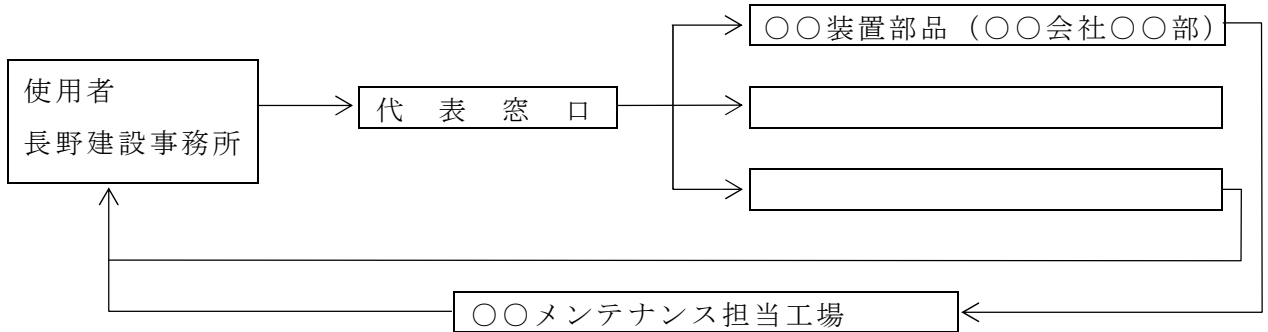 ○○装置部品（○○会社○○部）
使用者
長野建設事務所
代表窓口
○○メンテナンス担当工場